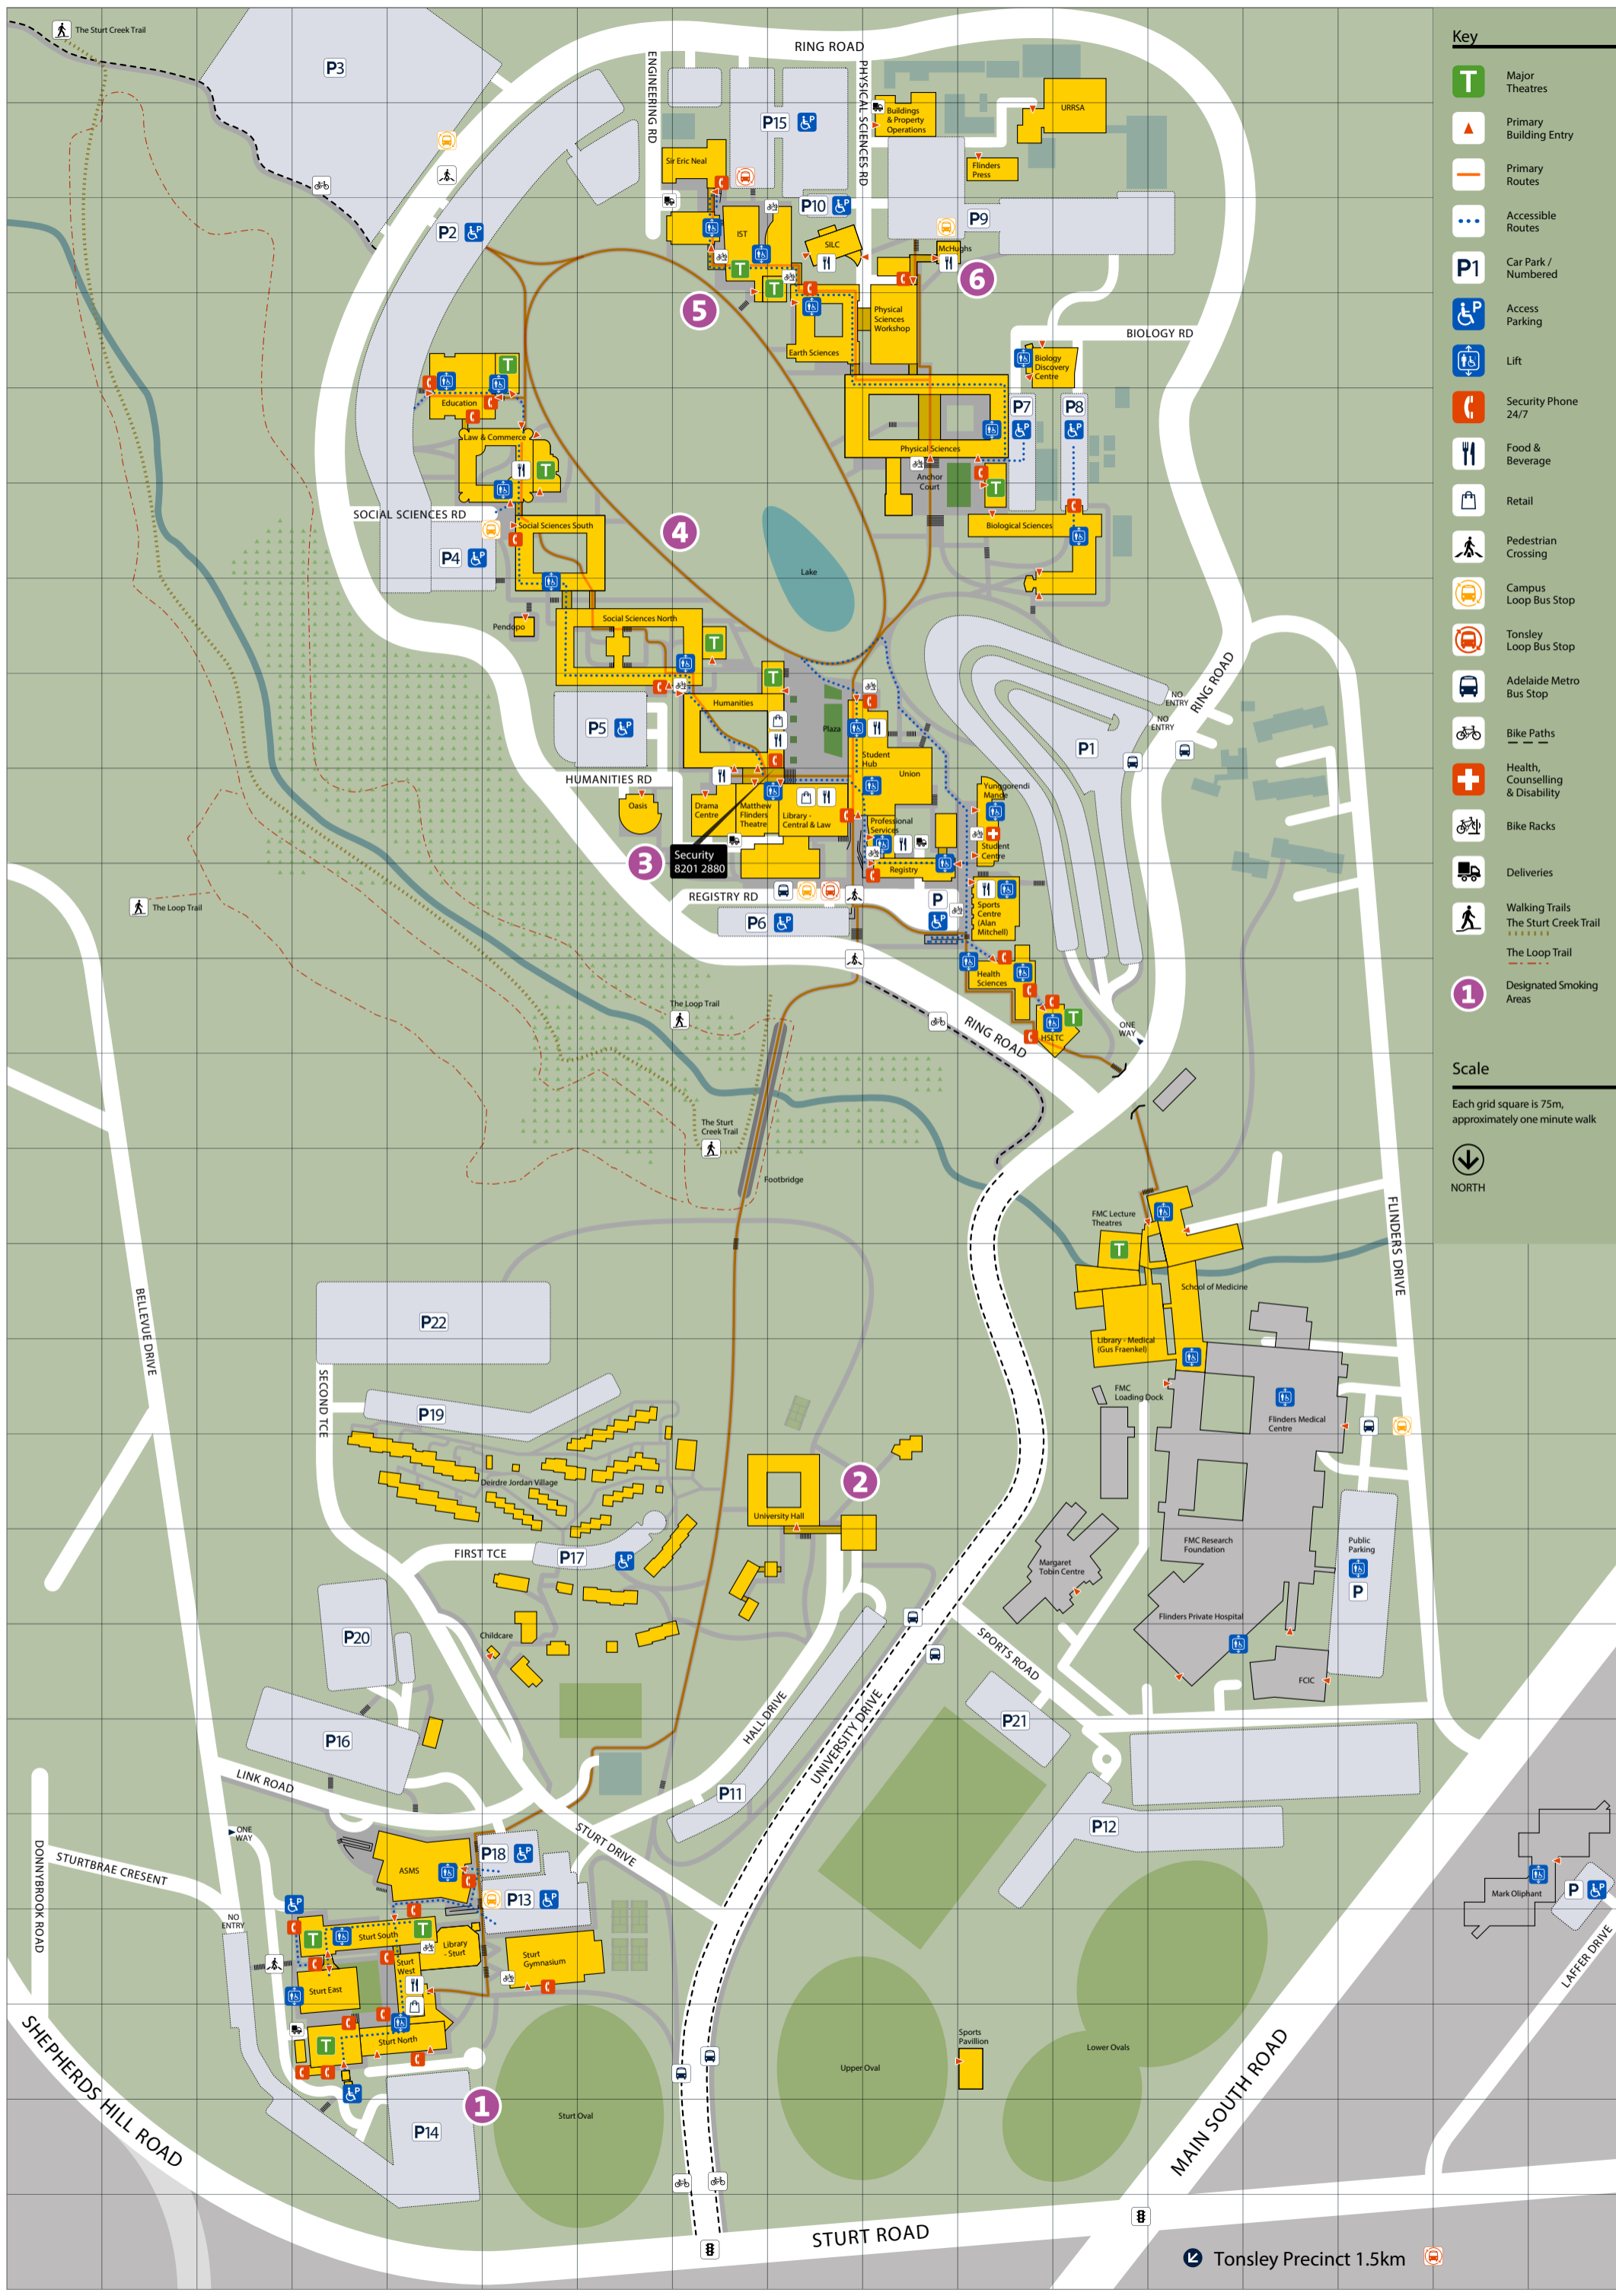 The Sturt Creek Trail
P3
RING ROAD
ENGINEERING RD
PHYSICAL SCIENCES RD
P15
Buildings
& Property
Operations
URRSA
Sir Eric Neal
Flinders
Press
P2
P10
P9
IST
SILC
McHughs
6
5
Physical
Sciences
Workshop
Earth Sciences
BIOLOGY RD
Biology
Discovery
Centre
T
Education
P7
P8
Law & Commerce
Physical Sciences
Anchor
Court
SOCIAL SCIENCES RD
Social Sciences South
Biological Sciences
4
P4
Lake
Pendopo
Social Sciences North
Humanities
P5
Plaza
Student
Hub
Union
NO
ENTRY
NO
ENTRY
RING ROAD
P1
HUMANITIES RD
Oasis
Drama
Centre
Matthew
Flinders
Theatre
Library -
Central & Law
Yunggorendi
Mande
Professional
Services
Student
Centre
3
Security
8201 2880
Registry
REGISTRY RD
P
P6
Sports
Centre
(Alan
Mitchell)
The Loop Trail
Health
Sciences
The Loop Trail
RING ROAD
HSLTC
ONE
WAY
The Sturt
Creek Trail
Footbridge
FMC Lecture
Theatres
School of Medicine
FLINDERS DRIVE
BELLEVUE DRIVE
P22
Library - Medical
(Gus Fraenkel)
SECOND TCE
P19
FMC
Loading Dock
Flinders Medical
Centre
Deirdre Jordan Village
2
University Hall
FIRST TCE
P17
Margaret
Tobin Centre
FMC Research
Foundation
Public
Parking
P
P20
Childcare
Flinders Private Hospital
SPORTS ROAD
FCIC
HALL DRIVE
UNIVERSITY DRIVE
P21
P16
LINK ROAD
P11
P12
ONE
WAY
STURT DRIVE
DONNYBROOK ROAD
STURTBRAE CRESENT
ASMS
P18
P13
Mark Oliphant
P
NO
ENTRY
Sturt South
Library
- Sturt
Sturt
West
Sturt
Gymnasium
LAFFER DRIVE
Sturt East
Sturt North
SHEPHERDS HILL ROAD
Sports
Pavillion
Upper Oval
Lower Ovals
MAIN SOUTH ROAD
1
P14
Sturt Oval
STURT ROAD
Tonsley Precinct 1.5km
Key
T
Major
Theatres
Primary
Building Entry
Primary
Routes
Accessible
Routes
P1
Car Park /
Numbered
Access
Parking
Lift
Security Phone
24/7
Food &
Beverage
Retail
Pedestrian
Crossing
Campus
Loop Bus Stop
Tonsley
Loop Bus Stop
Adelaide Metro
Bus Stop
Bike Paths
Health,
Counselling
& Disability
Bike Racks
Deliveries
Walking Trails
The Sturt Creek Trail
The Loop Trail
1
Designated Smoking
Areas
Scale
Each grid square is 75m,
approximately one minute walk
NORTH